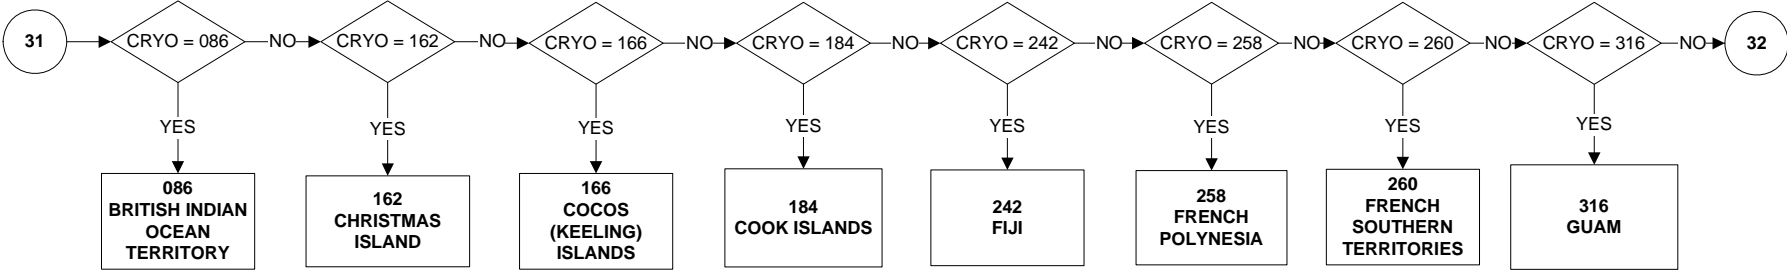 31
CRYO = 086
NO
CRYO = 162
NO
CRYO = 166
NO
CRYO = 184
NO
CRYO = 242
NO
CRYO = 258
NO
CRYO = 260
NO
CRYO = 316
NO
32
YES
YES
YES
YES
YES
YES
YES
YES
086
BRITISH INDIAN
OCEAN
TERRITORY
162
CHRISTMAS
ISLAND
166
COCOS
(KEELING)
ISLANDS
184
COOK ISLANDS
242
FIJI
258
FRENCH
POLYNESIA
260
FRENCH
SOUTHERN
TERRITORIES
316
GUAM